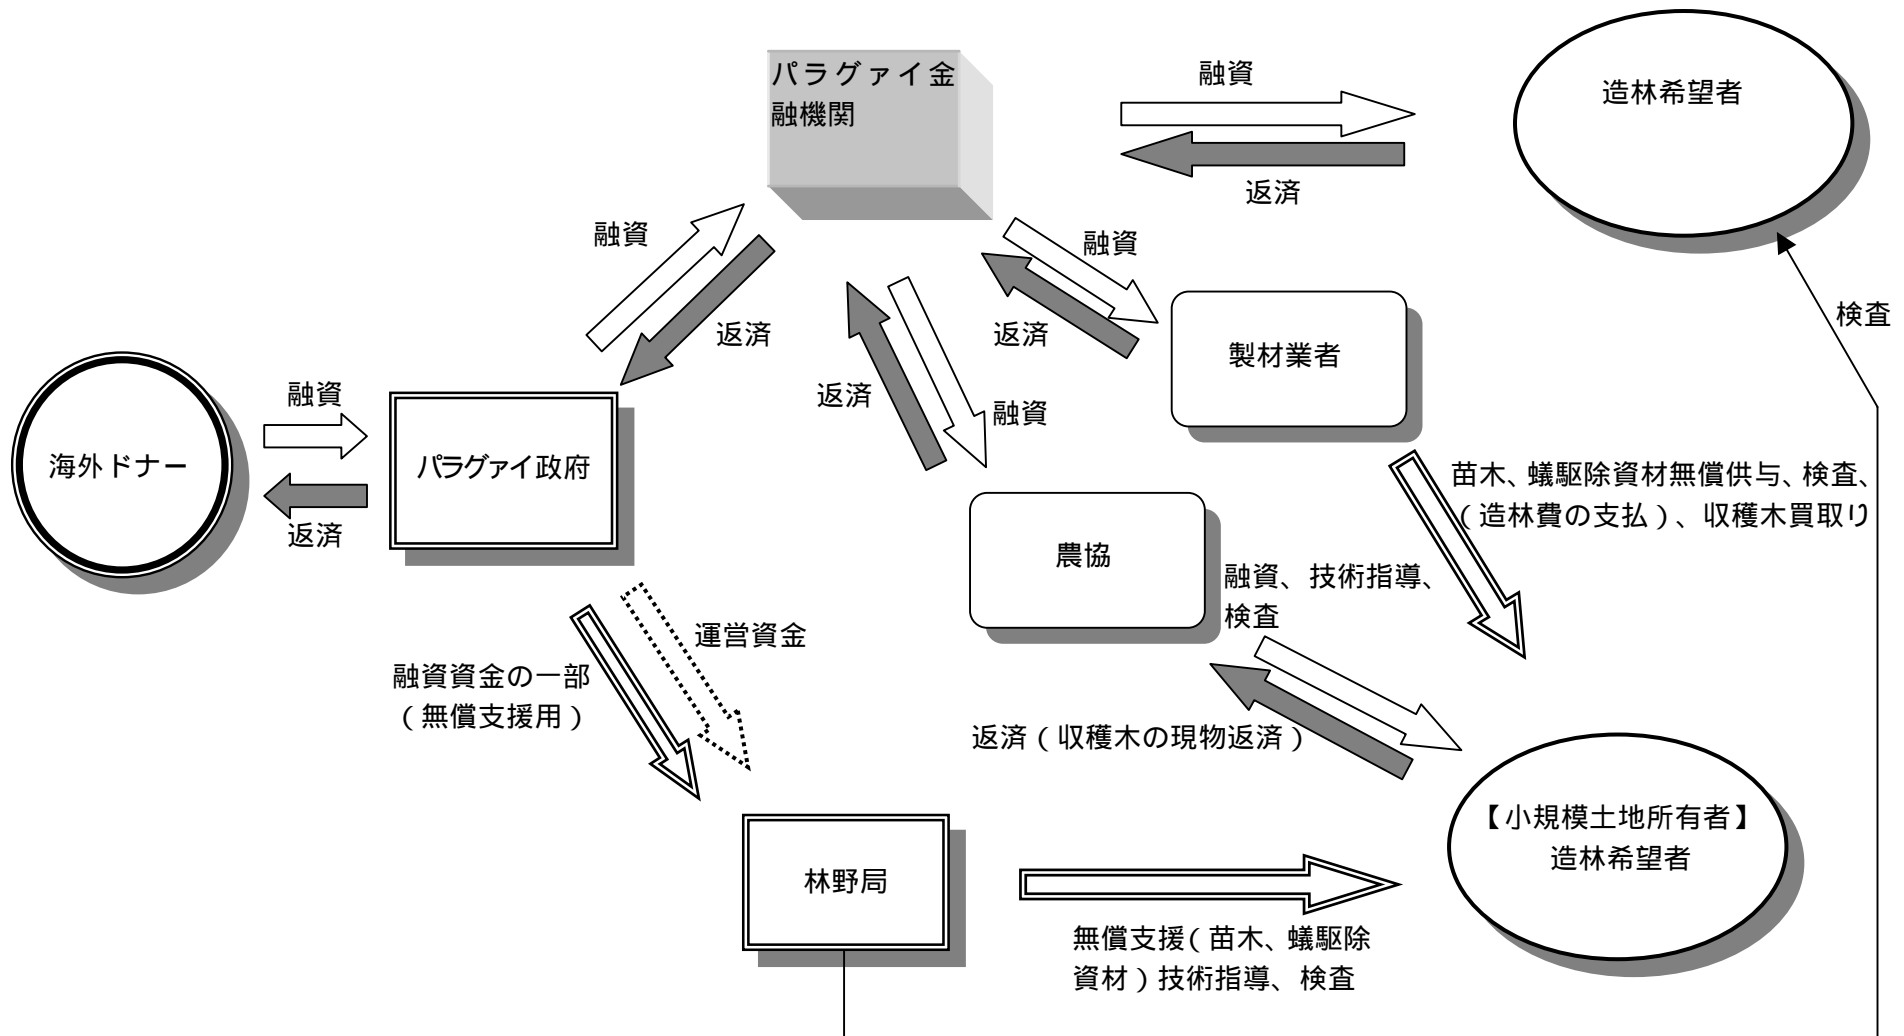 パラグァイ金
融機関
融資
返済
造林希望者
融資
返済
融資
返済
返済
融資
製材業者
検査
海外ドナー
融資
返済
パラグァイ政府
農協
苗木、蟻駆除資材無償供与、検査、
（造林費の支払）、収穫木買取り
融資、技術指導、
検査
運営資金
融資資金の一部
（無償支援用）
返済（収穫木の現物返済）
【小規模土地所有者】
造林希望者
林野局
無償支援（苗木、蟻駆除
資材）技術指導、検査